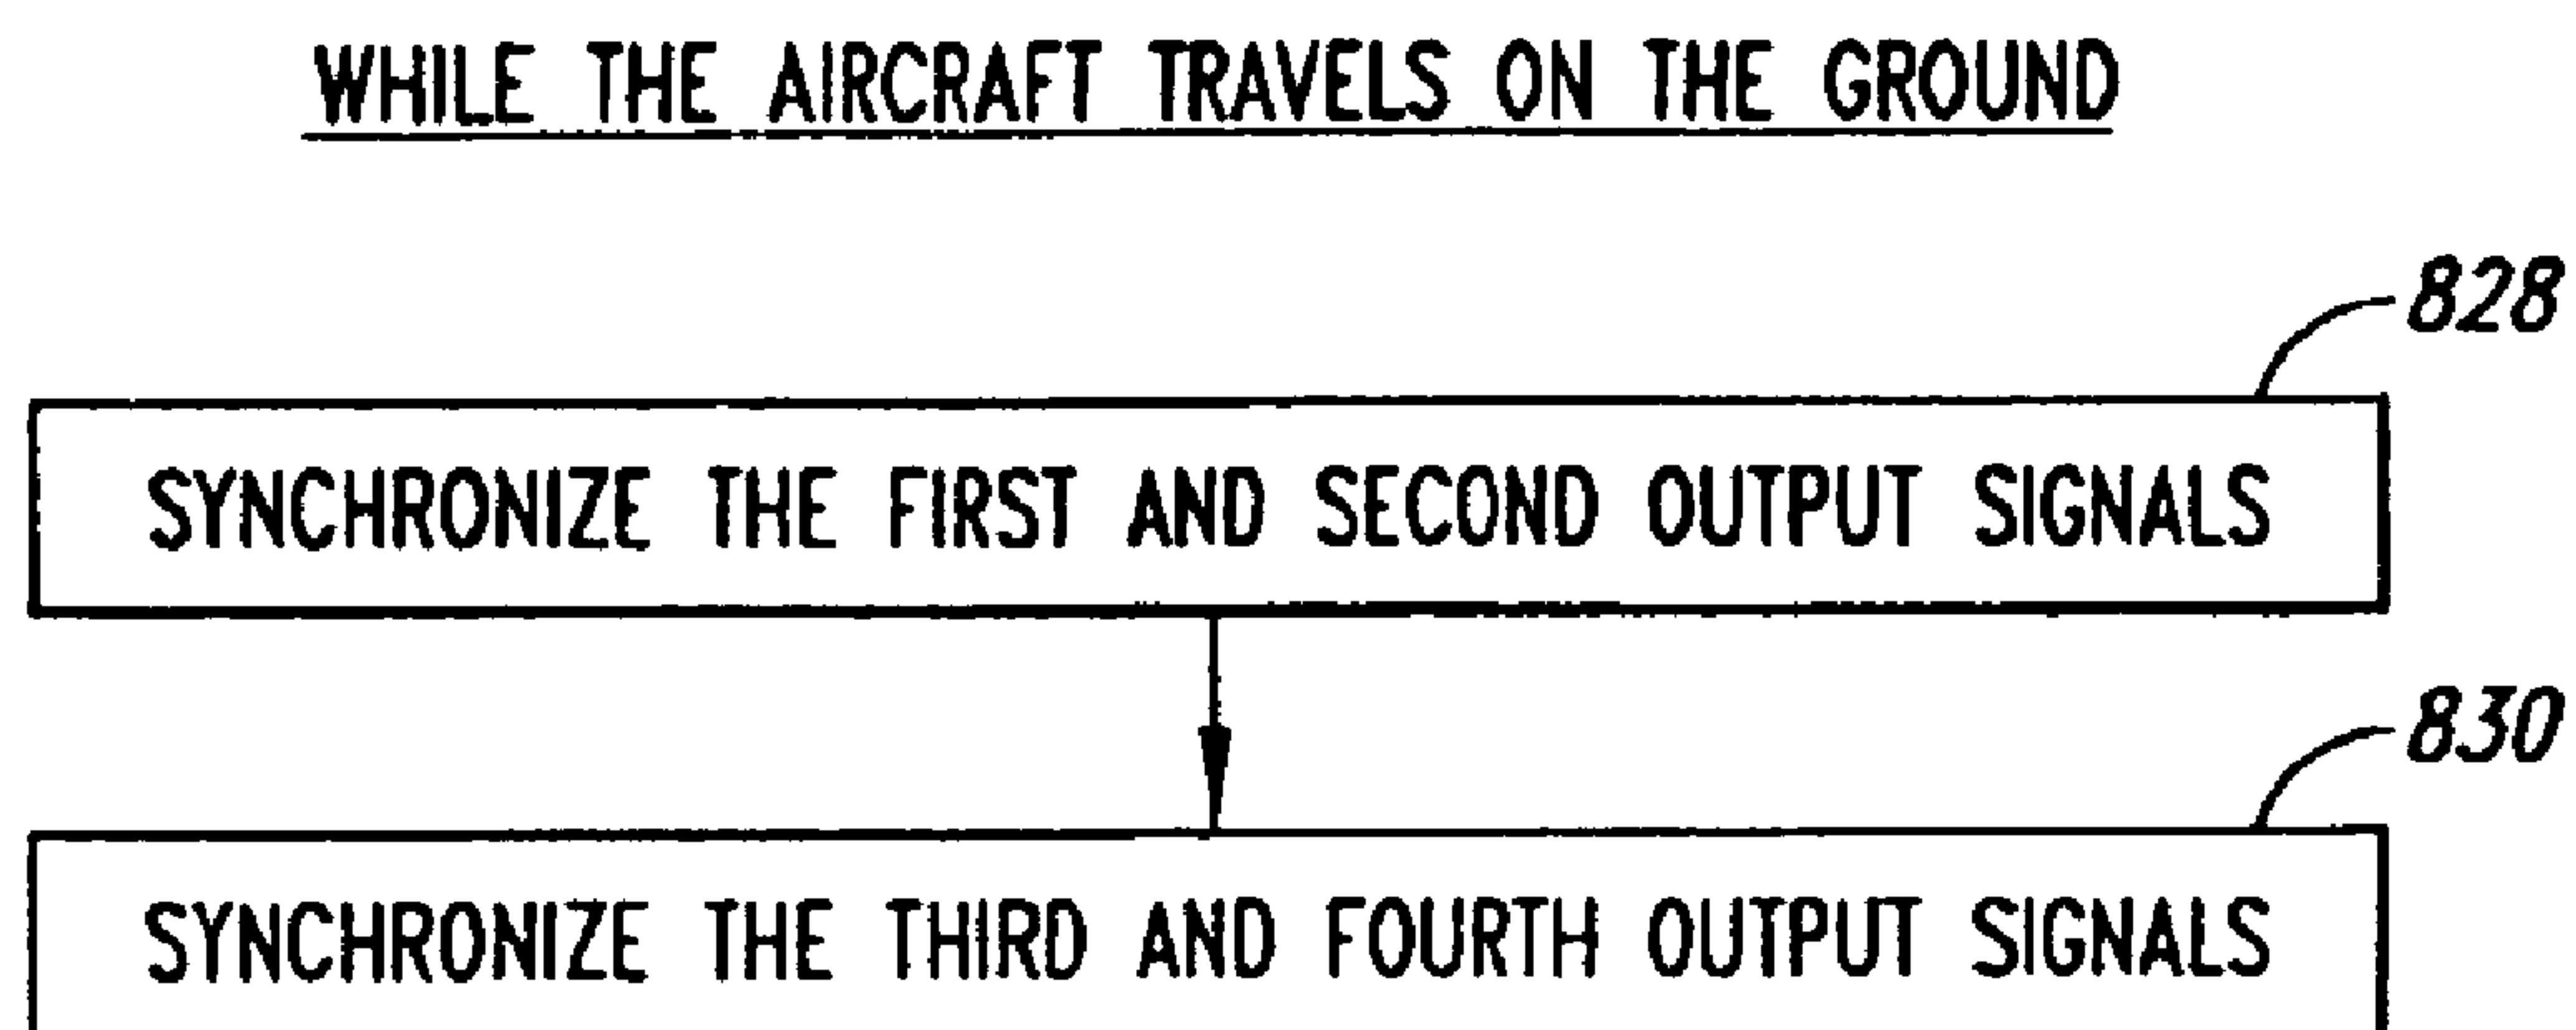 WHILE THE AIRCRAFT TRAVELS ON THE GROUND
828
SYNCHRONIZE THE FIRST AND SECOND OUTPUT SIGNALS
830
SYNCHRONIZE THE THIRD AND FOURTH OUTPUT SIGNALS